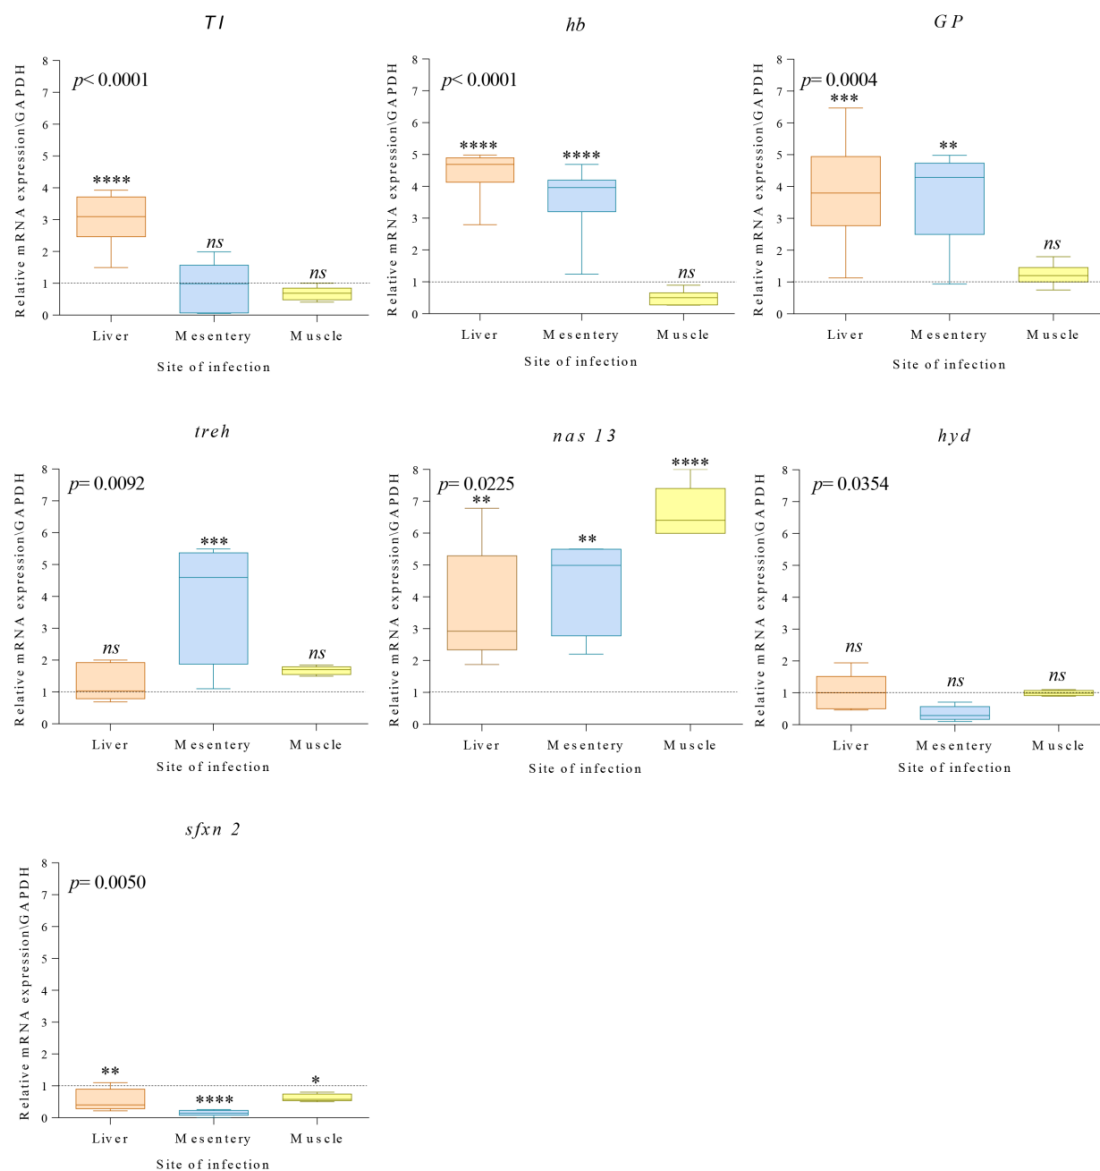 TI
Relative mRNA expression\GAPDH
8
7
6
5
4
3
2
1
0
p< 0.0001
****
ns
ns
Liver Mesentery Muscle
Site of infection
hb
Relative mRNA expression\GAPDH
8
7
6
5
4
3
2
1
0
p< 0.0001
****
****
ns
Liver Mesentery Muscle
Site of infection
GP
Relative mRNA expression\GAPDH
8
7
6
5
4
3
2
1
0
p= 0.0004
***
**
ns
Liver Mesentery Muscle
Site of infection
treh
Relative mRNA expression\GAPDH
8
7
6
5
4
3
2
1
0
p= 0.0092
ns
***
ns
Liver Mesentery Muscle
Site of infection
nas 13
Relative mRNA expression\GAPDH
8
7
6
5
4
3
2
1
0
p= 0.0225
**
**
****
Liver Mesentery Muscle
Site of infection
hyd
Relative mRNA expression\GAPDH
8
7
6
5
4
3
2
1
0
p= 0.0354
ns
ns
ns
Liver Mesentery Muscle
Site of infection
sfxn 2
Relative mRNA expression\GAPDH
8
7
6
5
4
3
2
1
0
p= 0.0050
**
****
*
Liver Mesentery Muscle
Site of infection